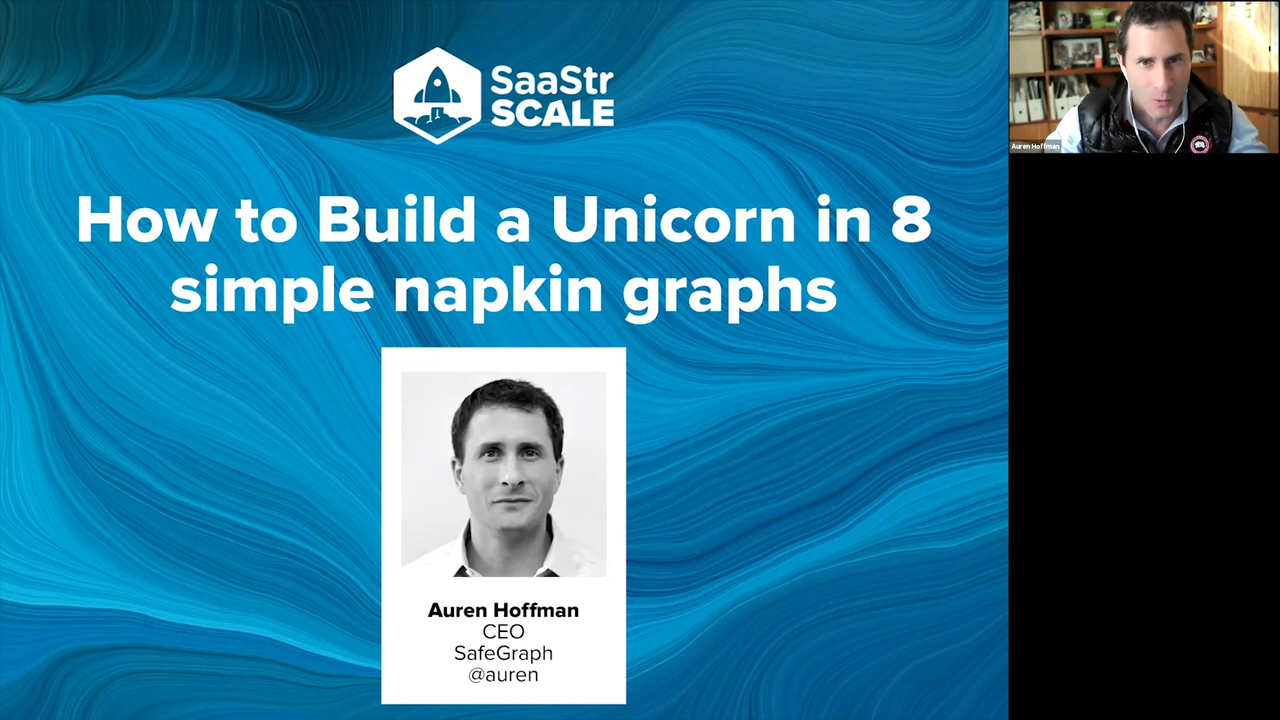 SaaStr
SCALE
How to Build a Unicorn in 8
simple napkin graphs
Auren Hoffman
CEO
SafeGraph
@auren
Auren Hoffman